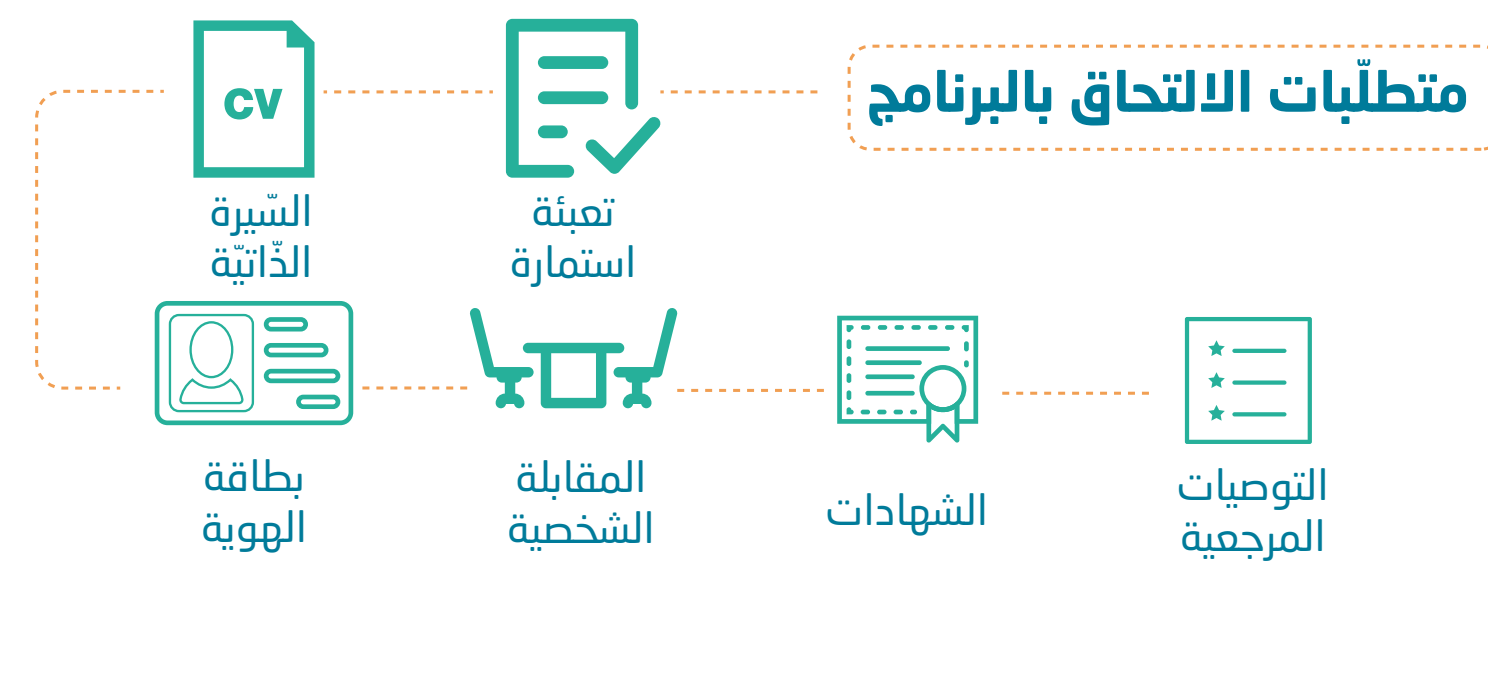 متطلّبات الالتحاق بالبرنامج
تعبئة
استمارة
CV
السّيرة
الذّاتيّة
بطاقة
الهوية
المقابلة
الشخصية
الشهادات
التوصيات
المرجعية